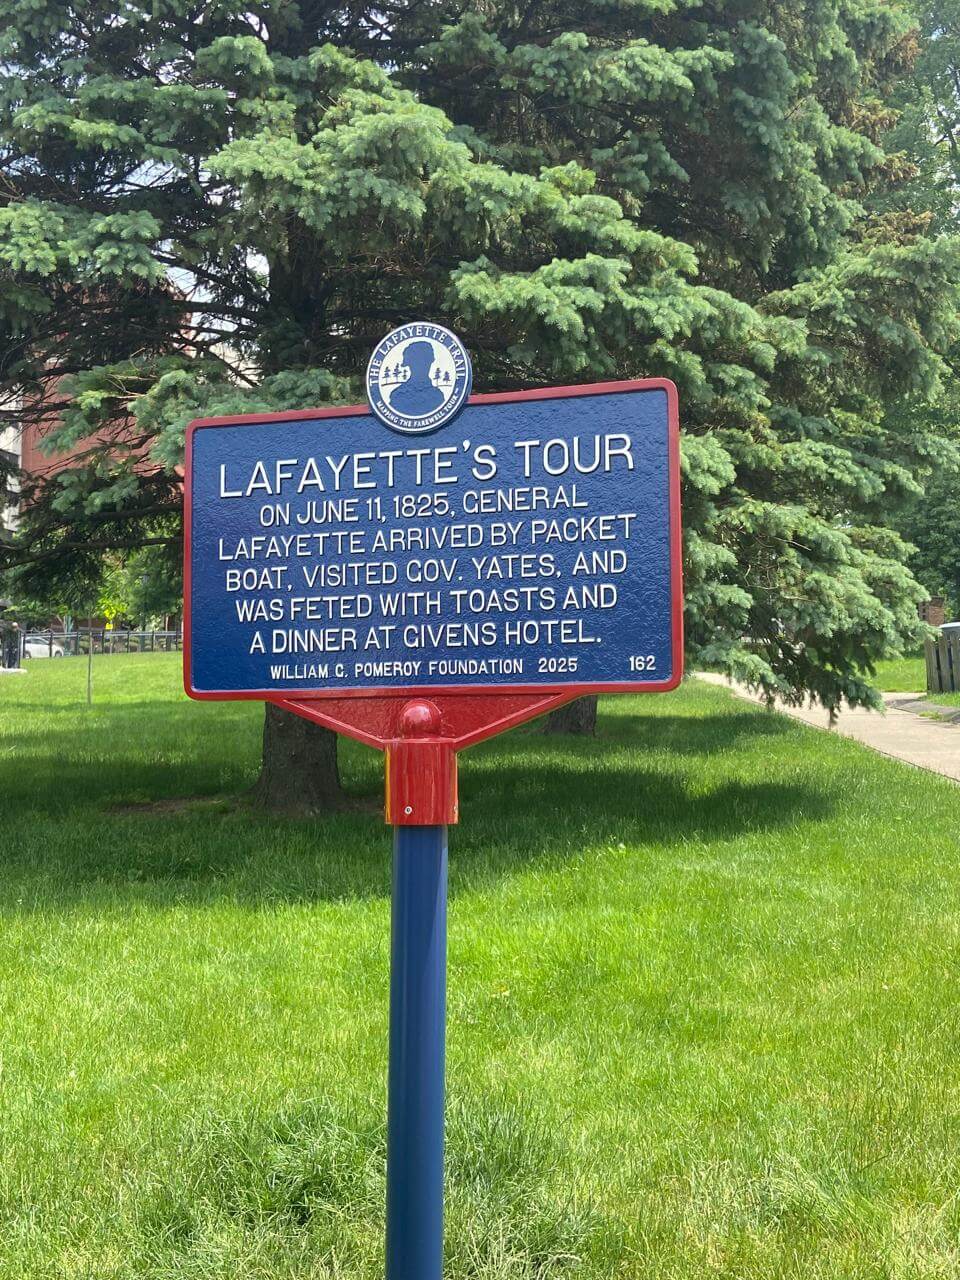 THE LAFAYETTE TRAIL
MAPPING THE FAREWELL TOUR
LAFAYETTE'S TOUR
ON JUNE 11, 1825, GENERAL
LAFAYETTE ARRIVED BY PACKET
BOAT, VISITED GOV. YATES, AND
WAS FETED WITH TOASTS AND
A DINNER AT GIVENS HOTEL.
WILLIAM G. POMEROY FOUNDATION 2025 162